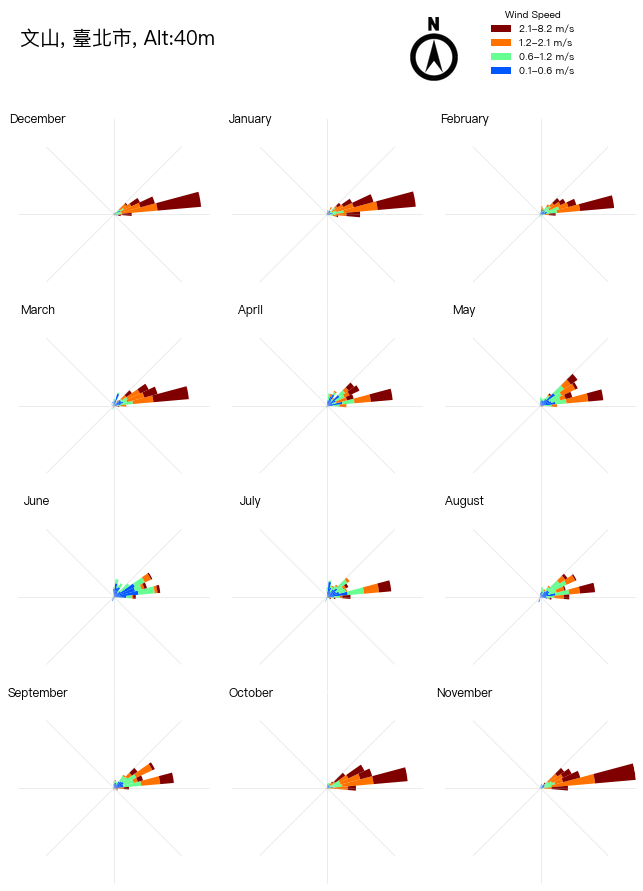 文山, 臺北市, Alt:40m
N
Wind Speed
2.1–8.2 m/s
1.2–2.1 m/s
0.6–1.2 m/s
0.1–0.6 m/s
December
January
February
March
April
May
June
July
August
September
October
November